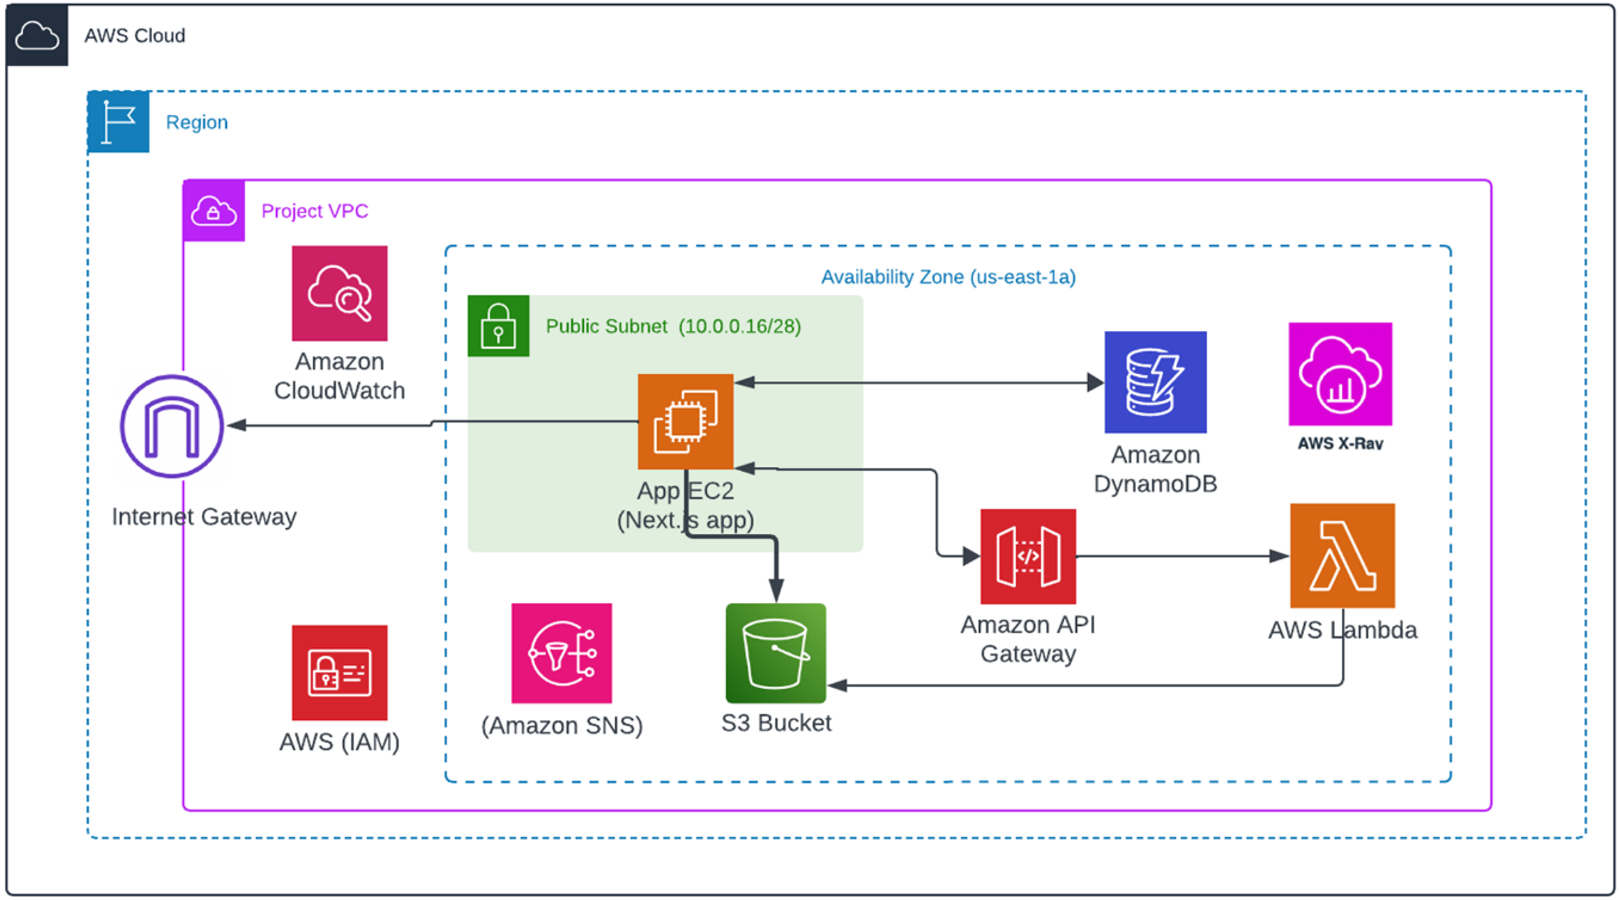 AWS Cloud
Region
Project VPC
Availability Zone (us-east-1a)
Public Subnet  (10.0.0.16/28)
Amazon
CloudWatch
Internet Gateway
App EC2
(Next.js app)
Amazon
DynamoDB
AWS X-Ray
Amazon API
Gateway
AWS Lambda
AWS (IAM)
(Amazon SNS)
S3 Bucket